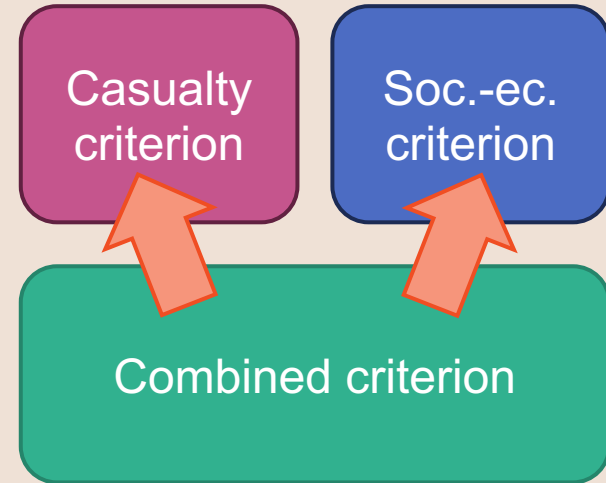 Casualty
criterion
Soc.-ec.
criterion
Combined criterion